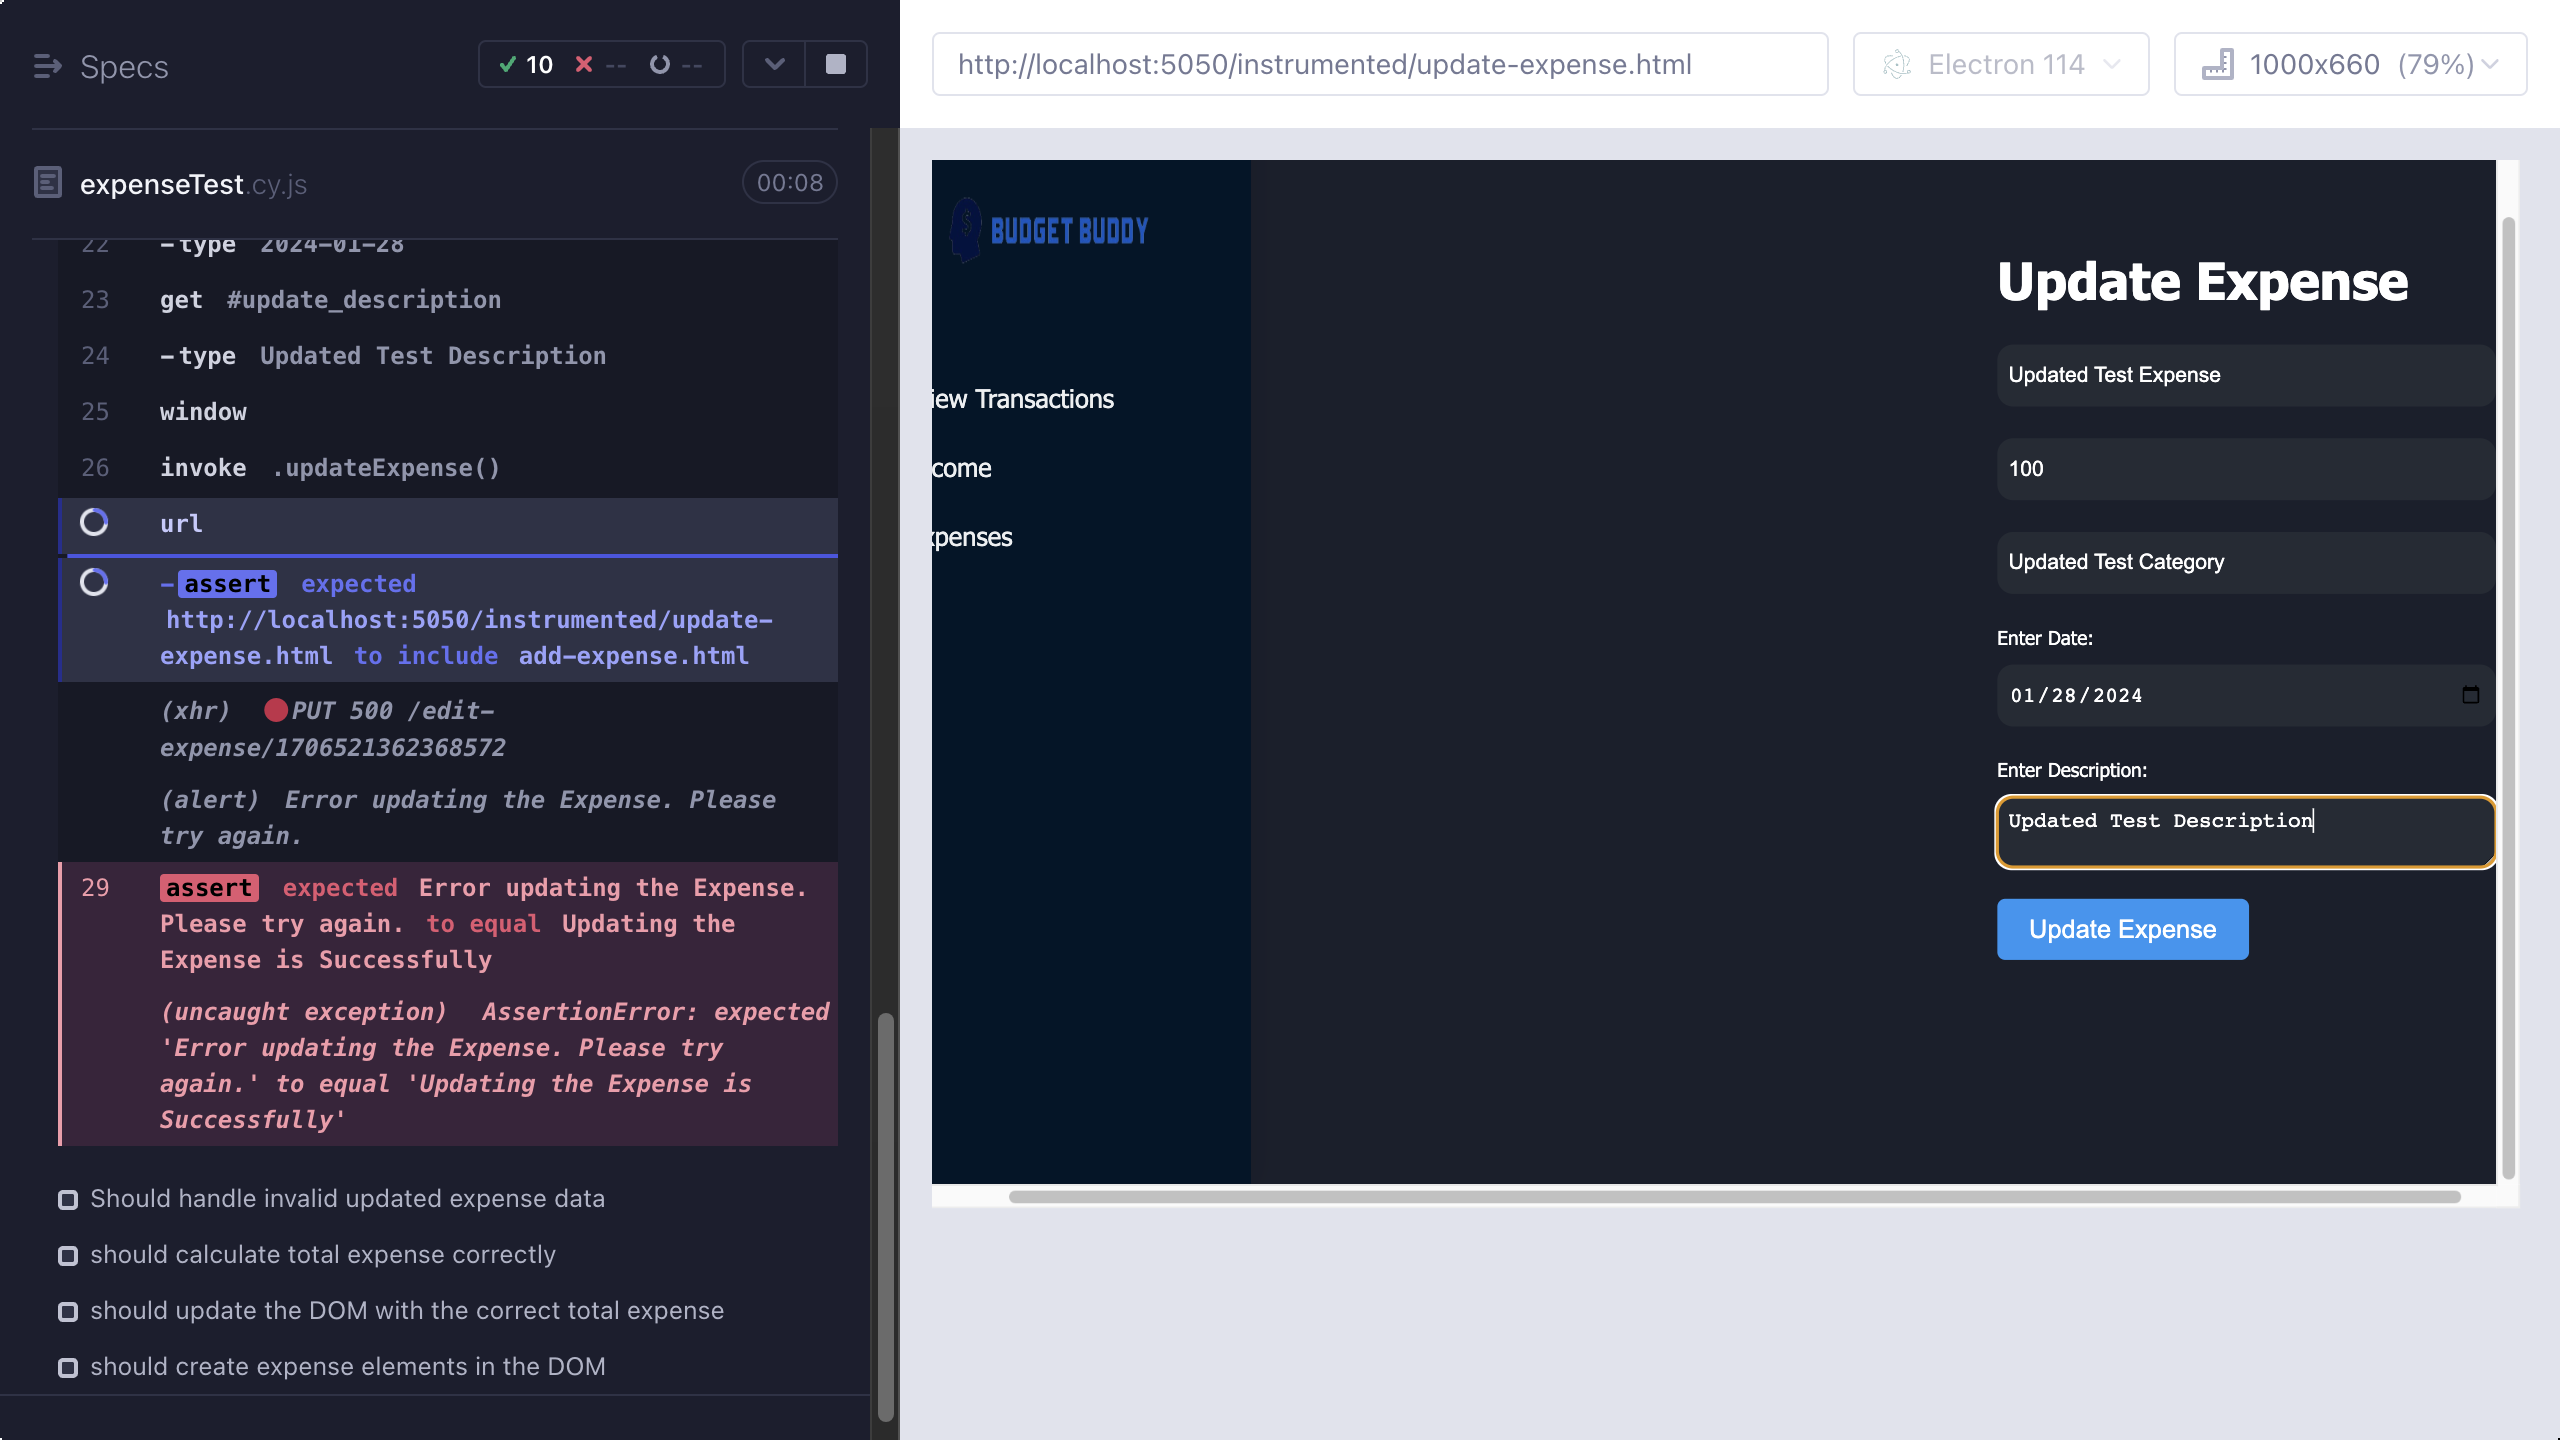 Specs
10 -- --
expenseTest.cy.js
00:08
22 -type 2024-01-28
23 get #update_description
24 -type Updated Test Description
25 window
26 invoke .updateExpense()
url
-assert expected
http://localhost:5050/instrumented/update-
expense.html to include add-expense.html
(xhr) PUT 500 /edit-
expense/1706521362368572
(alert) Error updating the Expense. Please
try again.
29 assert expected Error updating the Expense.
Please try again. to equal Updating the
Expense is Successfully
(uncaught exception) AssertionError: expected
'Error updating the Expense. Please try
again.' to equal 'Updating the Expense is
Successfully'
Should handle invalid updated expense data
should calculate total expense correctly
should update the DOM with the correct total expense
should create expense elements in the DOM
http://localhost:5050/instrumented/update-expense.html
Electron 114
1000x660 (79%)
BUDGET BUDDY
iew Transactions
come
xpenses
Update Expense
Updated Test Expense
100
Updated Test Category
Enter Date:
01/28/2024
Enter Description:
Updated Test Description
Update Expense